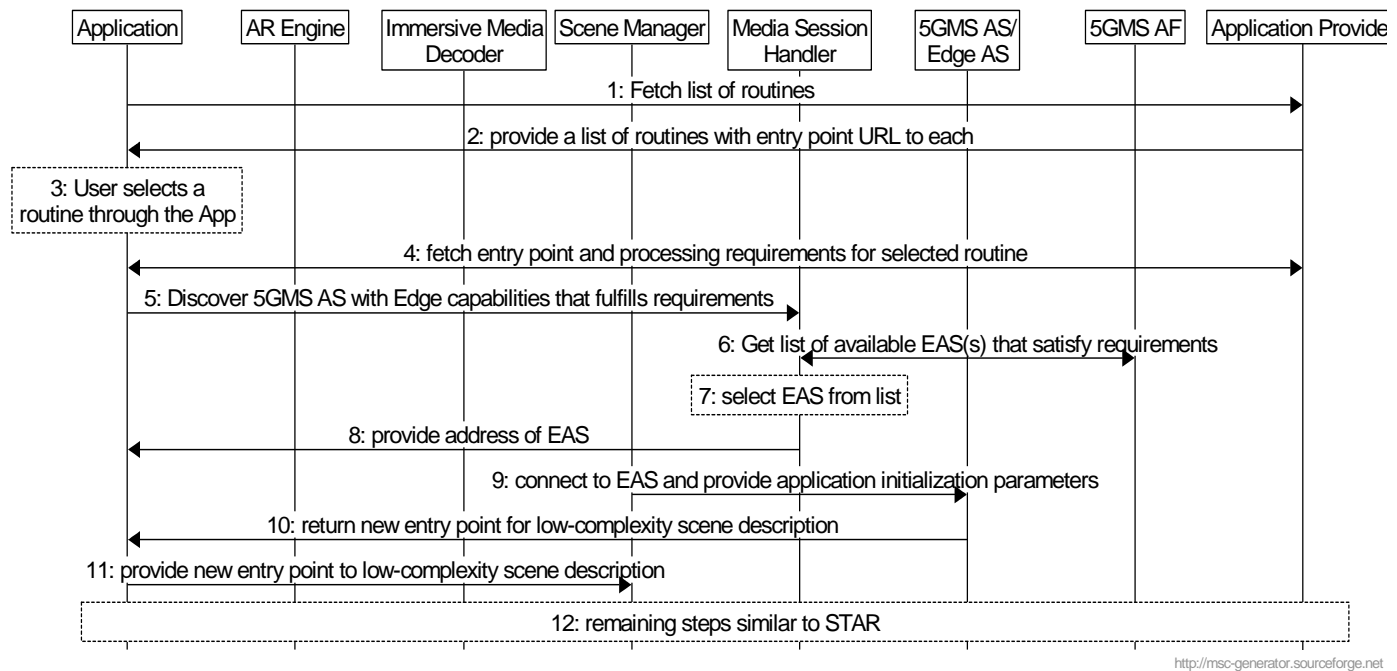 Application
AR Engine
Immersive Media
Decoder
Scene Manager
Media Session
Handler
5GMS AS/
Edge AS
5GMS AF
Application Provide
1: Fetch list of routines
2: provide a list of routines with entry point URL to each
3: User selects a
routine through the App
4: fetch entry point and processing requirements for selected routine
5: Discover 5GMS AS with Edge capabilities that fulfills requirements
6: Get list of available EAS(s) that satisfy requirements
7: select EAS from list
8: provide address of EAS
9: connect to EAS and provide application initialization parameters
10: return new entry point for low-complexity scene description
11: provide new entry point to low-complexity scene description
12: remaining steps similar to STAR
http://msc-generator.sourceforge.net